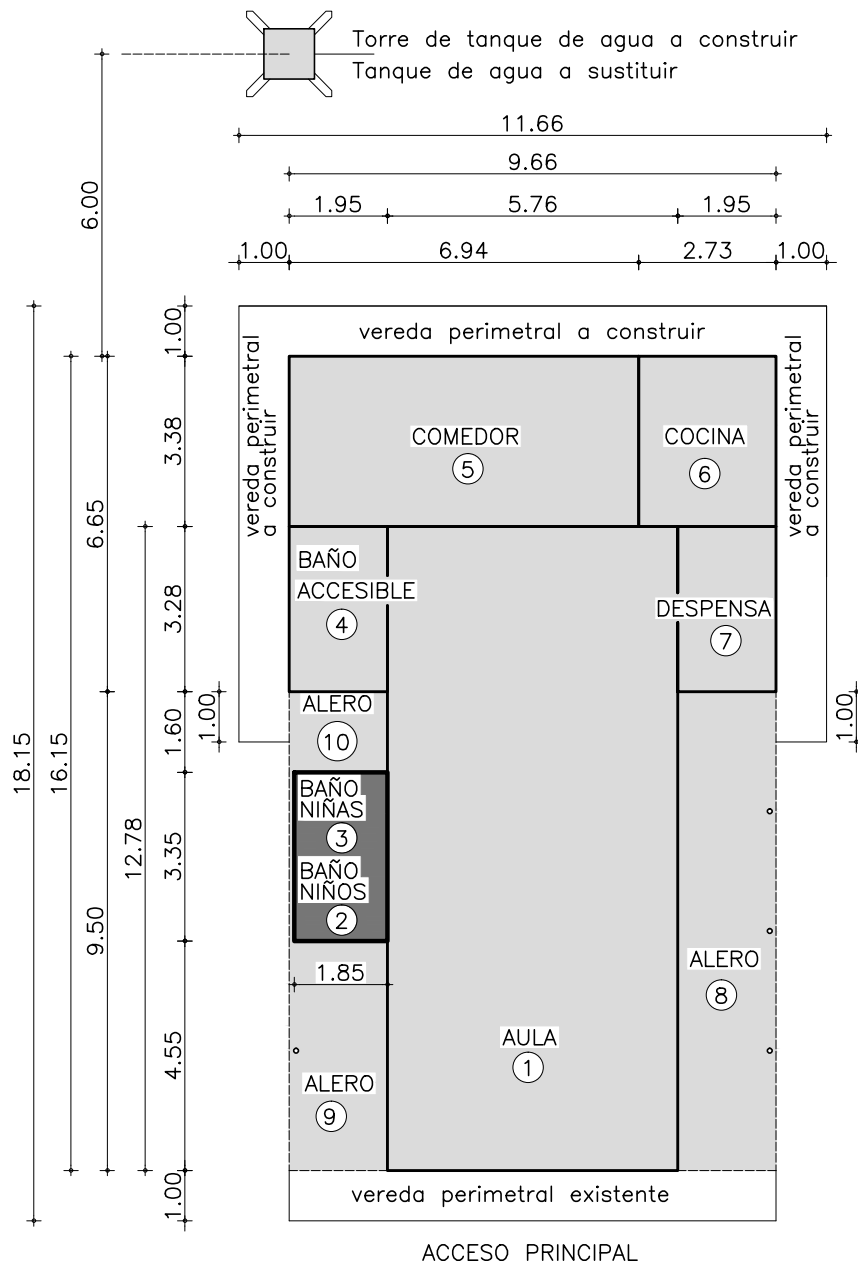 Torre de tanque de agua a construir
Tanque de agua a sustituir
11.66
9.66
1.95
5.76
1.95
1.00
6.94
2.73
1.00
6.00
1.00
vereda perimetral a construir
vereda perimetral
a construir
vereda perimetral
a construir
3.38
COMEDOR
5
COCINA
6
6.65
3.28
BAÑO
ACCESIBLE
4
DESPENSA
7
1.60
1.00
ALERO
10
1.00
18.15
16.15
12.78
3.35
BAÑO
NIÑAS
3
BAÑO
NIÑOS
2
9.50
1.85
ALERO
8
4.55
AULA
1
ALERO
9
1.00
vereda perimetral existente
ACCESO PRINCIPAL